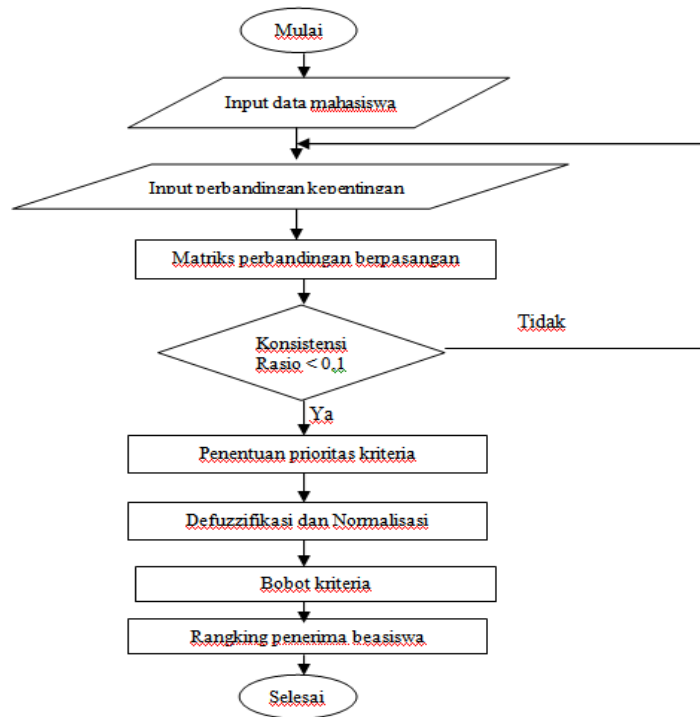 Mulai
Input data mahasiswa
Input perbandingan kepentingan
Matriks perbandingan berpasangan
Konsistensi
Rasio < 0,1
Tidak
Ya
Penentuan prioritas kriteria
Defuzzifikasi dan Normalisasi
Bobot kriteria
Rangking penerima beasiswa
Selesai